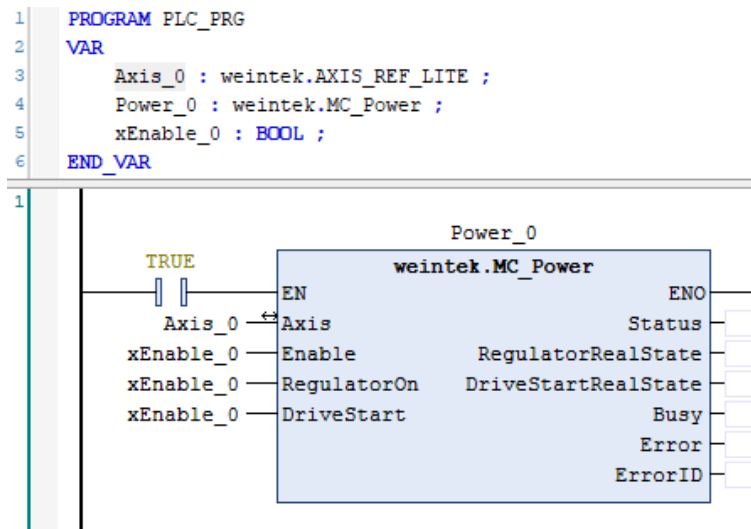 1 PROGRAM PLC_PRG
2 VAR
3 Axis_0 : weintek.AXIS_REF_LITE ;
4 Power_0 : weintek.MC_Power ;
5 xEnable_0 : BOOL ;
6 END_VAR
1
Power_0
TRUE weintek.MC_Power
EN ENO
Axis_0 Axis Status
xEnable_0 Enable RegulatorRealState
xEnable_0 RegulatorOn DriveStartRealState
xEnable_0 DriveStart Busy
Error
ErrorID